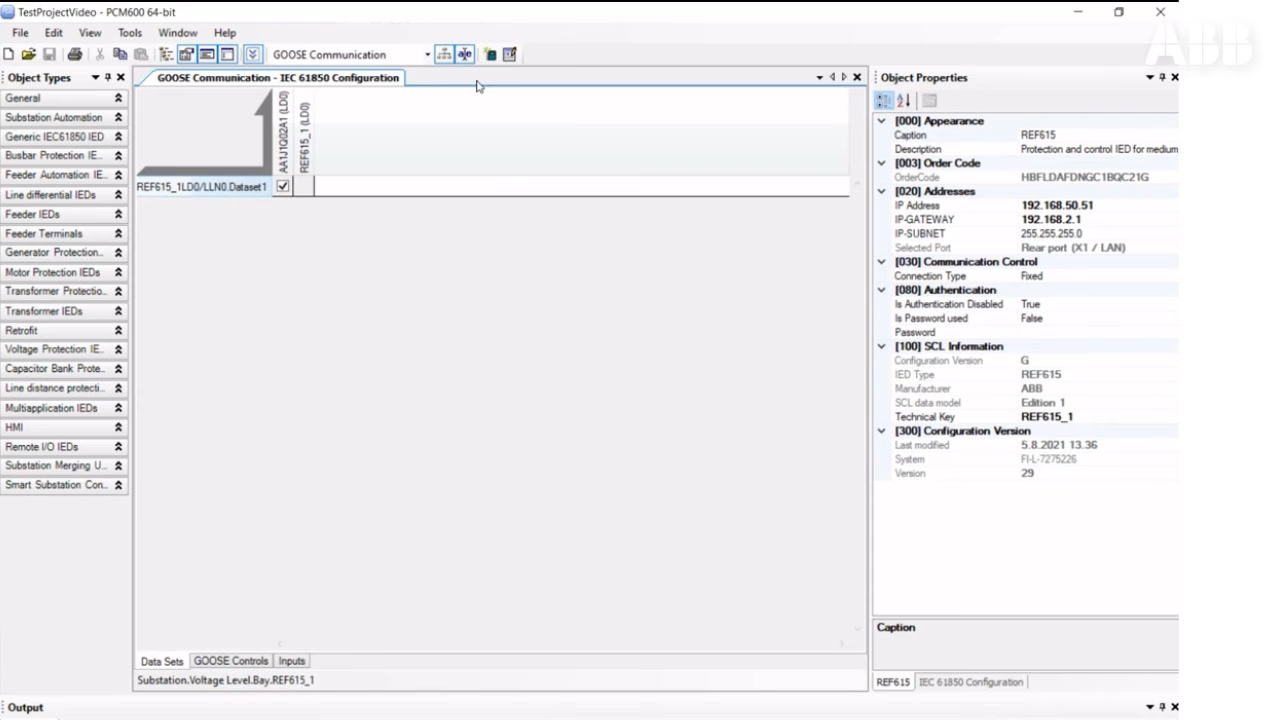 TestProjectVideo - PCM600 64-bit
ABB
File Edit View Tools Window Help
GOOSE Communication
Object Types
General
Substation Automation
Generic IEC61850 IED
Busbar Protection IE..
Feeder Automation IE..
Line differential IEDs
Feeder IEDs
Feeder Terminals
Generator Protection..
Motor Protection IEDs
Transformer Protectio..
Transformer IEDs
Retrofit
Voltage Protection IE..
Capacitor Bank Prote..
Line distance protecti..
Multiapplication IEDs
HMI
Remote I/O IEDs
Substation Merging U..
Smart Substation Con..
GOOSE Communication - IEC 61850 Configuration
AA1J1Q02A1 (LD0)
REF615_1 (LD0)
REF615_1LD0/LLN0.Dataset1
Data Sets GOOSE Controls Inputs
Substation.Voltage Level.Bay.REF615_1
Object Properties
[000] Appearance
Caption REF615
Description Protection and control IED for medium
[003] Order Code
OrderCode HBFLDAFDNGC1BQC21G
[020] Addresses
IP Address 192.168.50.51
IP-GATEWAY 192.168.2.1
IP-SUBNET 255.255.255.0
Selected Port Rear port (X1 / LAN)
[030] Communication Control
Connection Type Fixed
[080] Authentication
Is Authentication Disabled True
Is Password used False
Password
[100] SCL Information
Configuration Version G
IED Type REF615
Manufacturer ABB
SCL data model Edition 1
Technical Key REF615_1
[300] Configuration Version
Last modified 5.8.2021 13.36
System FI-L-7275226
Version 29
Caption
REF615 IEC 61850 Configuration
Output